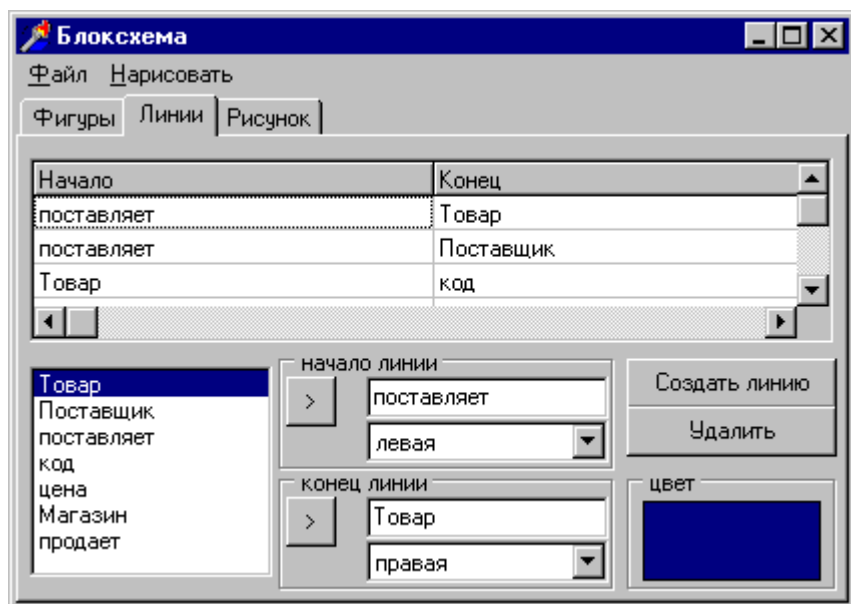 Блоксхема
Файл Нарисовать
Фигуры Линии Рисунок
Начало Конец
поставляет Товар
поставляет Поставщик
Товар код
Товар
Поставщик
поставляет
код
цена
Магазин
продает
начало линии
> поставляет
левая
конец линии
> Товар
правая
Создать линию
Удалить
цвет